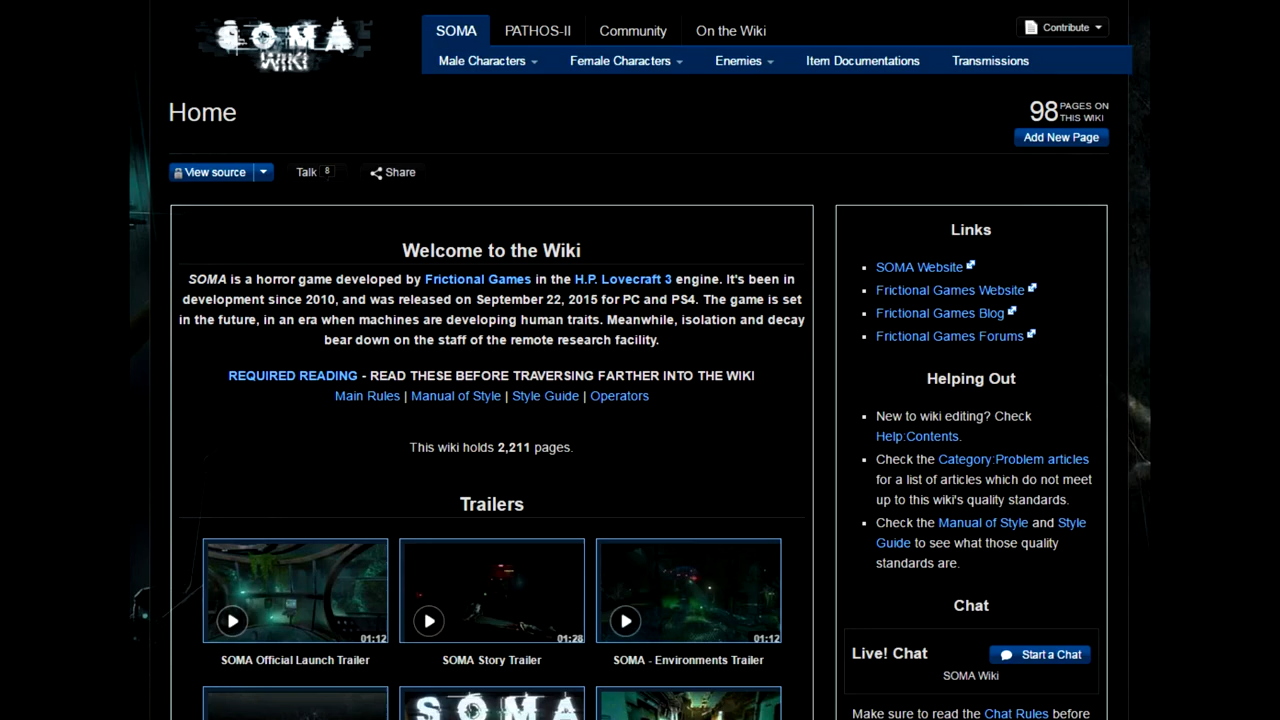 SOMA
WIKI
SOMA PATHOS-II Community On the Wiki
Contribute
Male Characters Female Characters Enemies Item Documentations Transmissions
Home
98 PAGES ON THIS WIKI
Add New Page
View source Talk 8 Share
Welcome to the Wiki
SOMA is a horror game developed by Frictional Games in the H.P. Lovecraft 3 engine. It's been in
development since 2010, and was released on September 22, 2015 for PC and PS4. The game is set
in the future, in an era when machines are developing human traits. Meanwhile, isolation and decay
bear down on the staff of the remote research facility.
REQUIRED READING - READ THESE BEFORE TRAVERSING FARTHER INTO THE WIKI
Main Rules | Manual of Style | Style Guide | Operators
This wiki holds 2,211 pages.
Trailers
01:12 01:28 01:12
SOMA Official Launch Trailer SOMA Story Trailer SOMA - Environments Trailer
SOMA
Links
SOMA Website
Frictional Games Website
Frictional Games Blog
Frictional Games Forums
Helping Out
New to wiki editing? Check
Help:Contents.
Check the Category:Problem articles
for a list of articles which do not meet
up to this wiki's quality standards.
Check the Manual of Style and Style
Guide to see what those quality
standards are.
Chat
Live! Chat Start a Chat
SOMA Wiki
Make sure to read the Chat Rules before